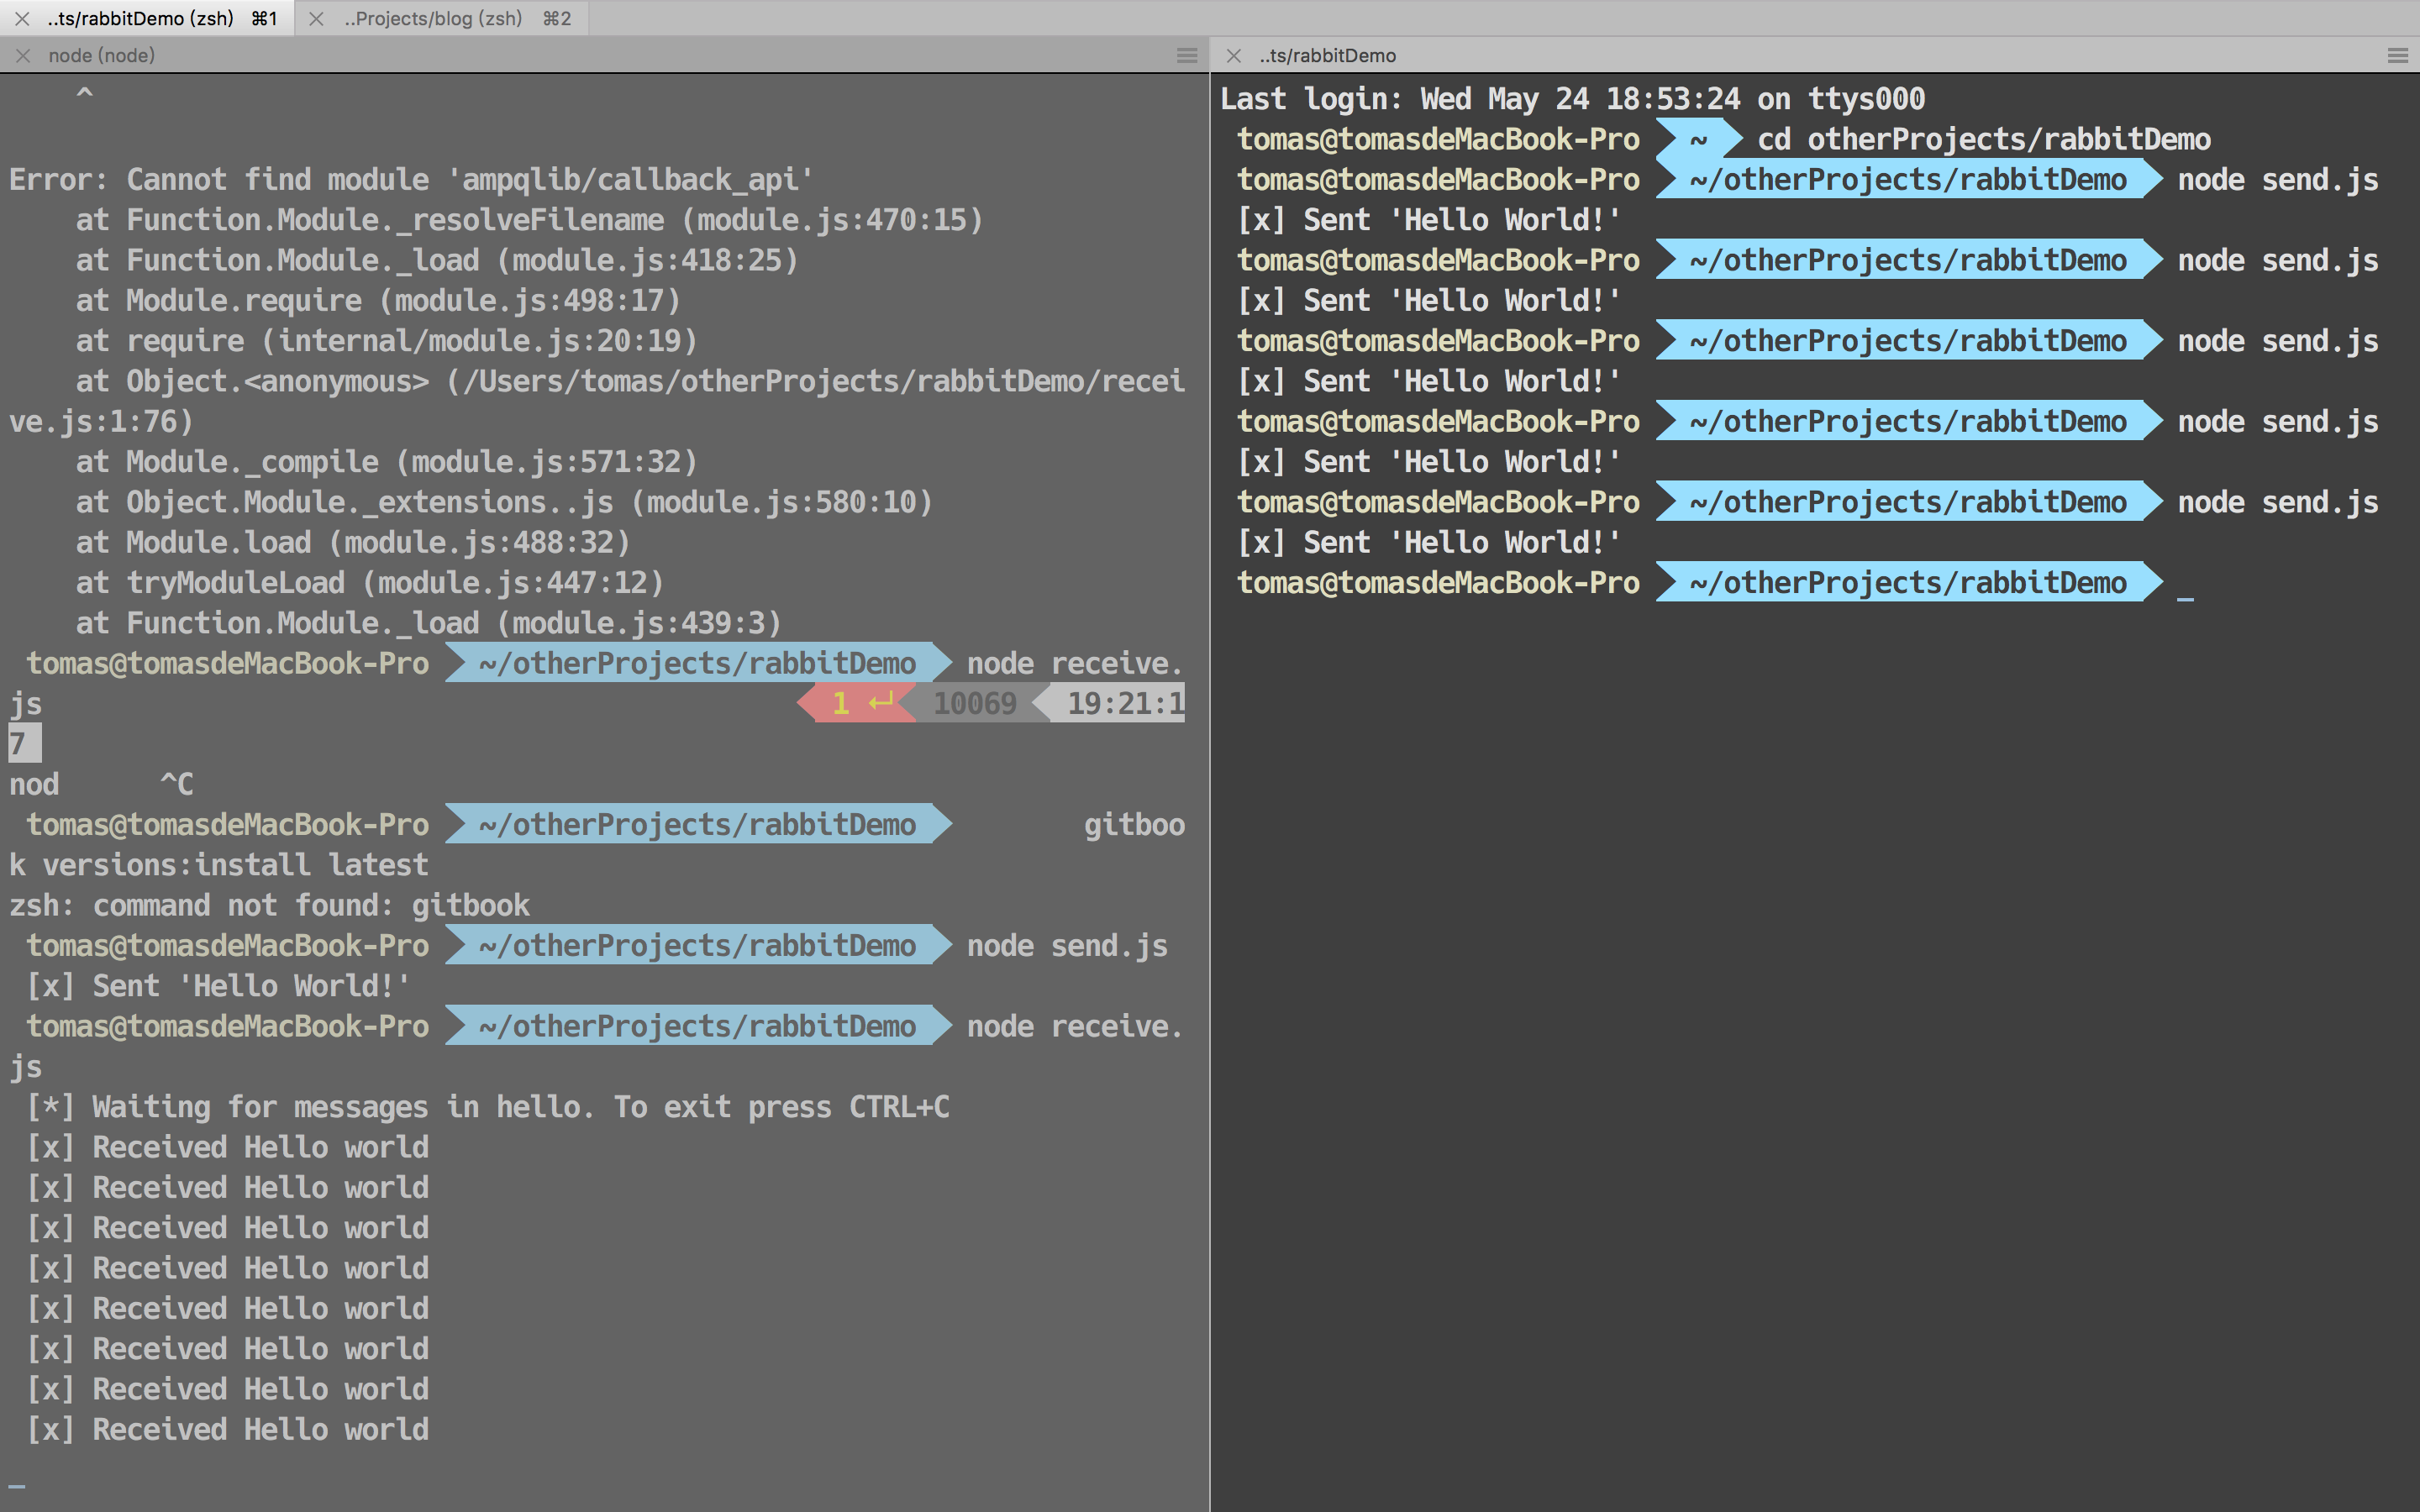 ..ts/rabbitDemo (zsh) ⌘1
..Projects/blog (zsh) ⌘2
node (node)
^
Error: Cannot find module 'ampqlib/callback_api'
at Function.Module._resolveFilename (module.js:470:15)
at Function.Module._load (module.js:418:25)
at Module.require (module.js:498:17)
at require (internal/module.js:20:19)
at Object.<anonymous> (/Users/tomas/otherProjects/rabbitDemo/recei
ve.js:1:76)
at Module._compile (module.js:571:32)
at Object.Module._extensions..js (module.js:580:10)
at Module.load (module.js:488:32)
at tryModuleLoad (module.js:447:12)
at Function.Module._load (module.js:439:3)
tomas@tomasdeMacBook-Pro ~/otherProjects/rabbitDemo node receive.
js 1 ↵ 10069 19:21:1
7
nod ^C
tomas@tomasdeMacBook-Pro ~/otherProjects/rabbitDemo gitboo
k versions:install latest
zsh: command not found: gitbook
tomas@tomasdeMacBook-Pro ~/otherProjects/rabbitDemo node send.js
[x] Sent 'Hello World!'
tomas@tomasdeMacBook-Pro ~/otherProjects/rabbitDemo node receive.
js
[*] Waiting for messages in hello. To exit press CTRL+C
[x] Received Hello world
[x] Received Hello world
[x] Received Hello world
[x] Received Hello world
[x] Received Hello world
[x] Received Hello world
[x] Received Hello world
[x] Received Hello world
..ts/rabbitDemo
Last login: Wed May 24 18:53:24 on ttys000
tomas@tomasdeMacBook-Pro ~ cd otherProjects/rabbitDemo
tomas@tomasdeMacBook-Pro ~/otherProjects/rabbitDemo node send.js
[x] Sent 'Hello World!'
tomas@tomasdeMacBook-Pro ~/otherProjects/rabbitDemo node send.js
[x] Sent 'Hello World!'
tomas@tomasdeMacBook-Pro ~/otherProjects/rabbitDemo node send.js
[x] Sent 'Hello World!'
tomas@tomasdeMacBook-Pro ~/otherProjects/rabbitDemo node send.js
[x] Sent 'Hello World!'
tomas@tomasdeMacBook-Pro ~/otherProjects/rabbitDemo node send.js
[x] Sent 'Hello World!'
tomas@tomasdeMacBook-Pro ~/otherProjects/rabbitDemo